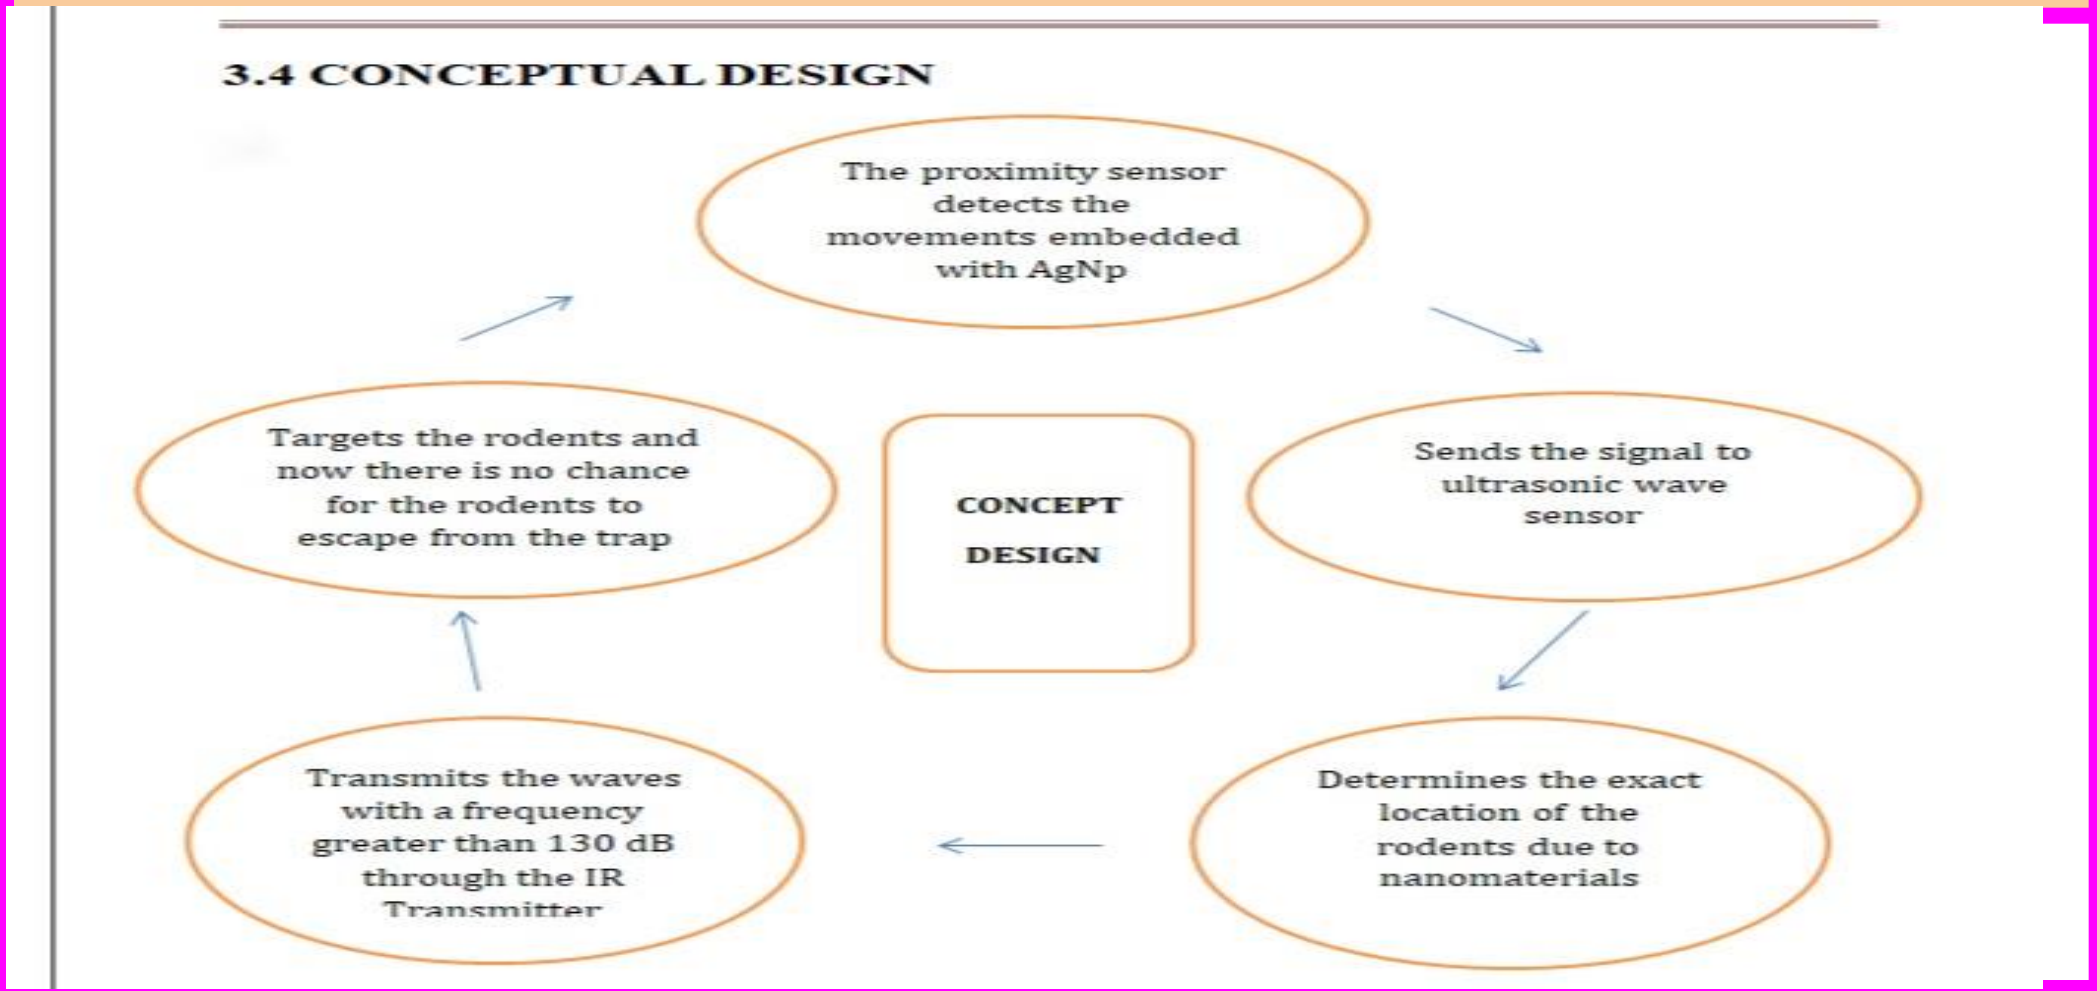 3.4 CONCEPTUAL DESIGN
The proximity sensor
detects the
movements embedded
with AgNp
Sends the signal to
ultrasonic wave
sensor
Determines the exact
location of the
rodents due to
nanomaterials
Transmits the waves
with a frequency
greater than 130 dB
through the IR
Transmitter
Targets the rodents and
now there is no chance
for the rodents to
escape from the trap
CONCEPT
DESIGN